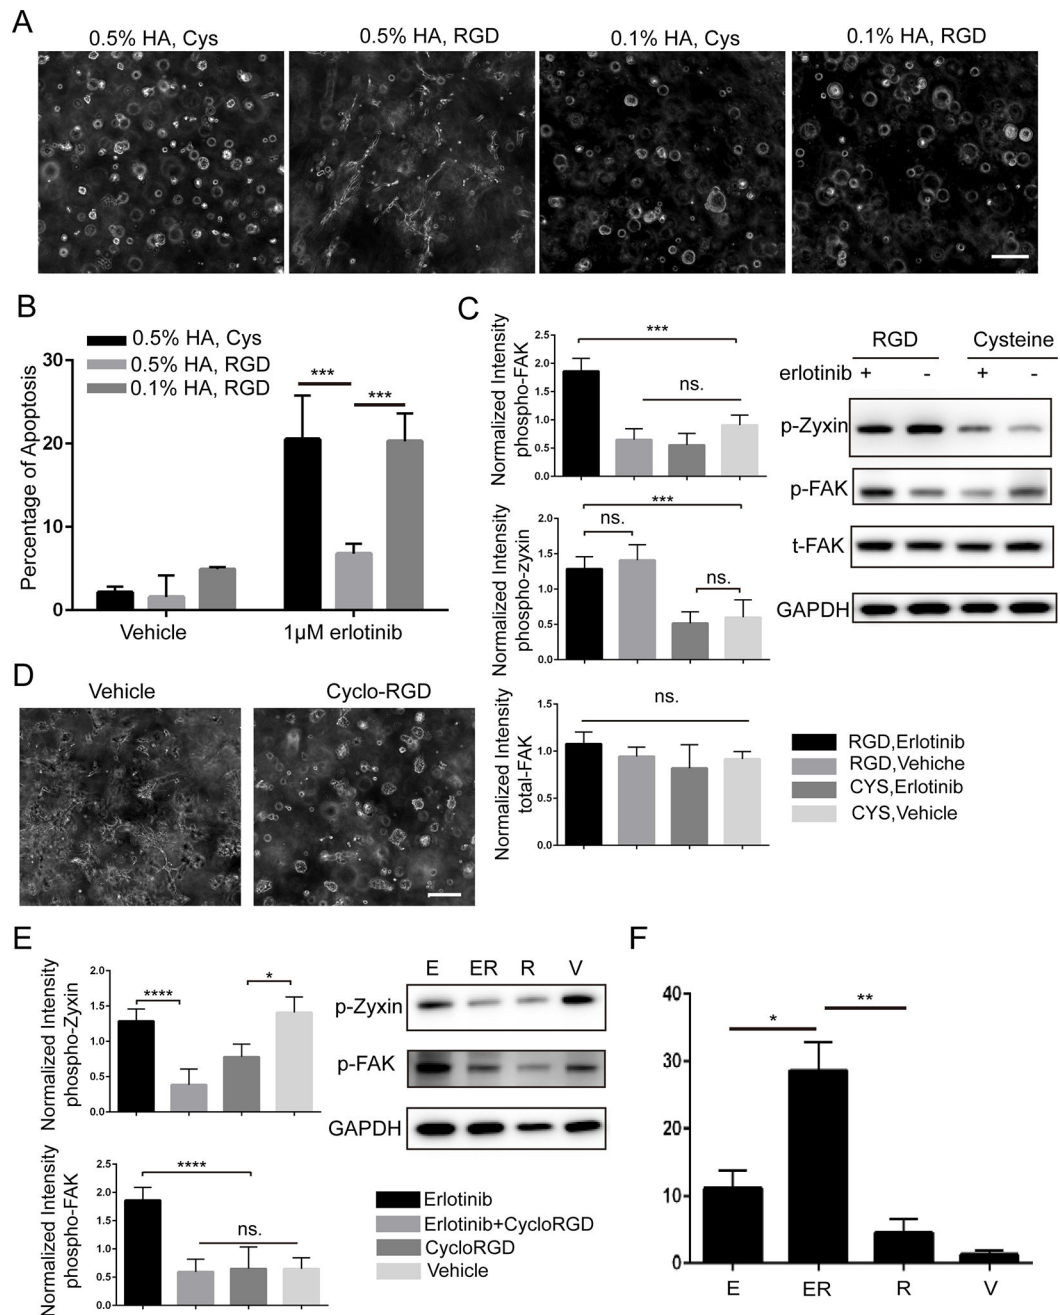 A
0.5% HA, Cys
0.5% HA, RGD
0.1% HA, Cys
0.1% HA, RGD
B
0.5% HA, Cys
0.5% HA, RGD
0.1% HA, RGD
Percentage of Apoptosis
30
20
10
0
***
***
Vehicle
1μM erlotinib
C
Normalized Intensity
phospho-FAK
2.5
2.0
1.5
1.0
0.5
0.0
***
ns.
Normalized Intensity
phospho-zyxin
2.0
1.5
1.0
0.5
0.0
***
ns.
ns.
Normalized Intensity
total-FAK
1.5
1.0
0.5
0.0
ns.
RGD
Cysteine
erlotinib
+
-
+
-
p-Zyxin
p-FAK
t-FAK
GAPDH
RGD,Erlotinib
RGD,Vehiche
CYS,Erlotinib
CYS,Vehicle
D
Vehicle
Cyclo-RGD
E
Normalized Intensity
phospho-Zyxin
2.0
1.5
1.0
0.5
0.0
****
*
Normalized Intensity
phospho-FAK
2.5
2.0
1.5
1.0
0.5
0.0
****
ns.
E
ER
R
V
p-Zyxin
p-FAK
GAPDH
Erlotinib
Erlotinib+CycloRGD
CycloRGD
Vehicle
F
40
30
20
10
0
*
**
E
ER
R
V